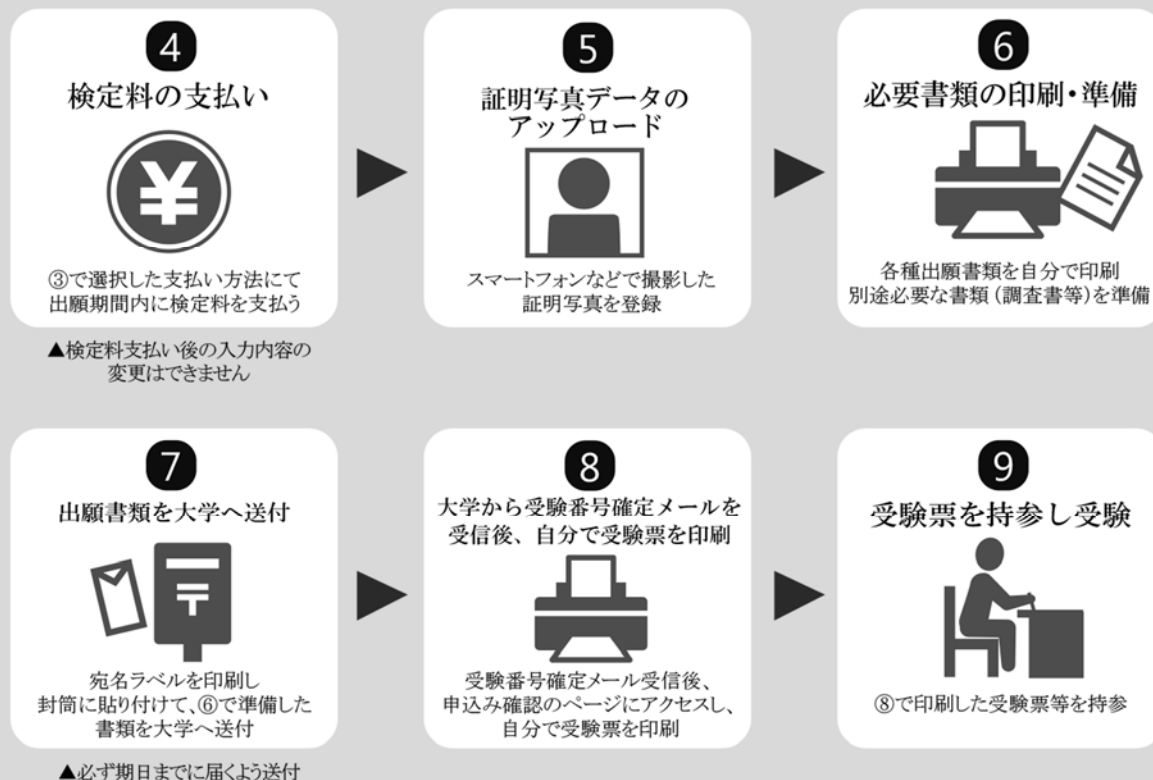 4
検定料の支払い
¥
③で選択した支払い方法にて
出願期間内に検定料を支払う
▲検定料支払い後の入力内容の
変更はできません
5
証明写真データの
アップロード
スマートフォンなどで撮影した
証明写真を登録
6
必要書類の印刷・準備
各種出願書類を自分で印刷
別途必要な書類(調査書等)を準備
7
出願書類を大学へ送付
〒
宛名ラベルを印刷し
封筒に貼り付けて、⑥で準備した
書類を大学へ送付
▲必ず期日までに届くよう送付
8
大学から受験番号確定メールを
受信後、自分で受験票を印刷
受験番号確定メール受信後、
申込み確認のページにアクセスし、
自分で受験票を印刷
9
受験票を持参し受験
⑧で印刷した受験票等を持参